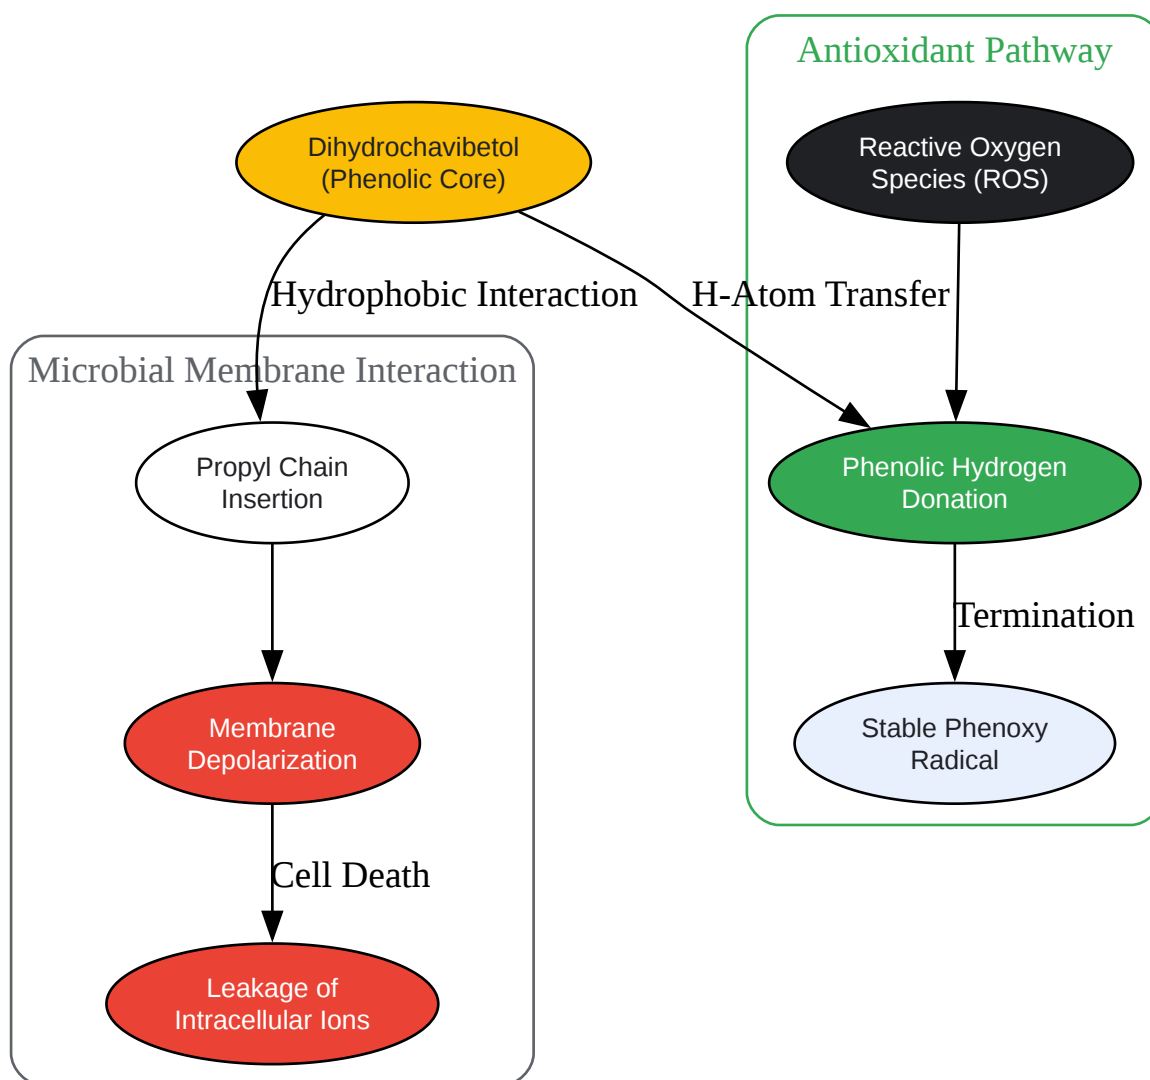 Antioxidant Pathway
Dihydrochavibetol
(Phenolic Core)
Reactive Oxygen
Species (ROS)
Hydrophobic Interaction
H-Atom Transfer
Microbial Membrane Interaction
Propyl Chain
Insertion
Phenolic Hydrogen
Donation
Termination
Membrane
Depolarization
Stable Phenoxy
Radical
Cell Death
Leakage of
Intracellular Ions